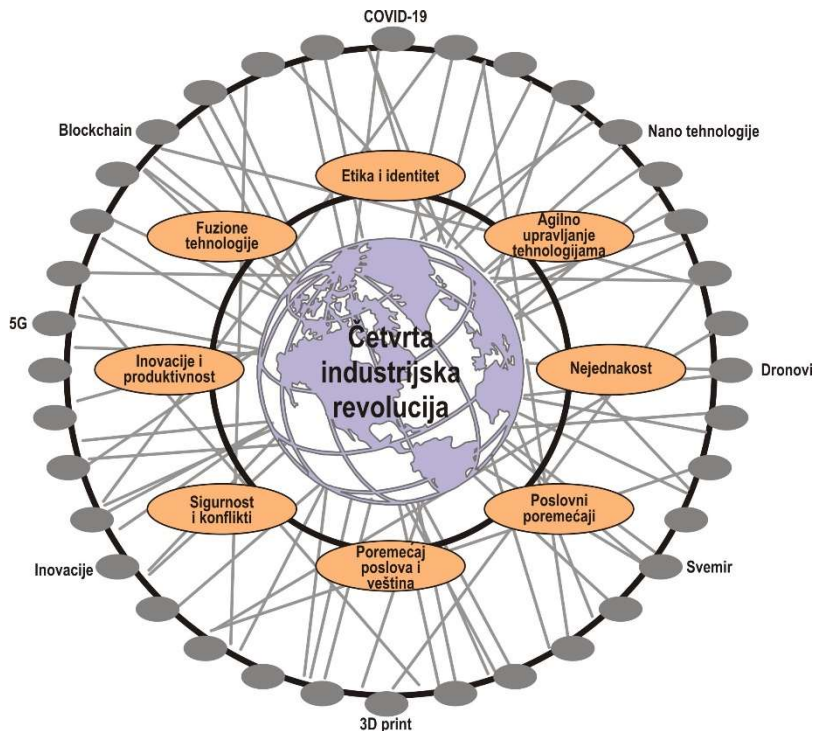 COVID-19
Blockchain
Nano tehnologije
Etika i identitet
Fuzione
tehnologije
Agilno
upravljanje
tehnologijama
5G
Četvrta
industrijska
revolucija
Inovacije i
produktivnost
Nejednakost
Dronovi
Sigurnost
i konflikti
Poslovni
poremećaji
Poremećaj
poslova i
veština
Inovacije
Svemir
3D print